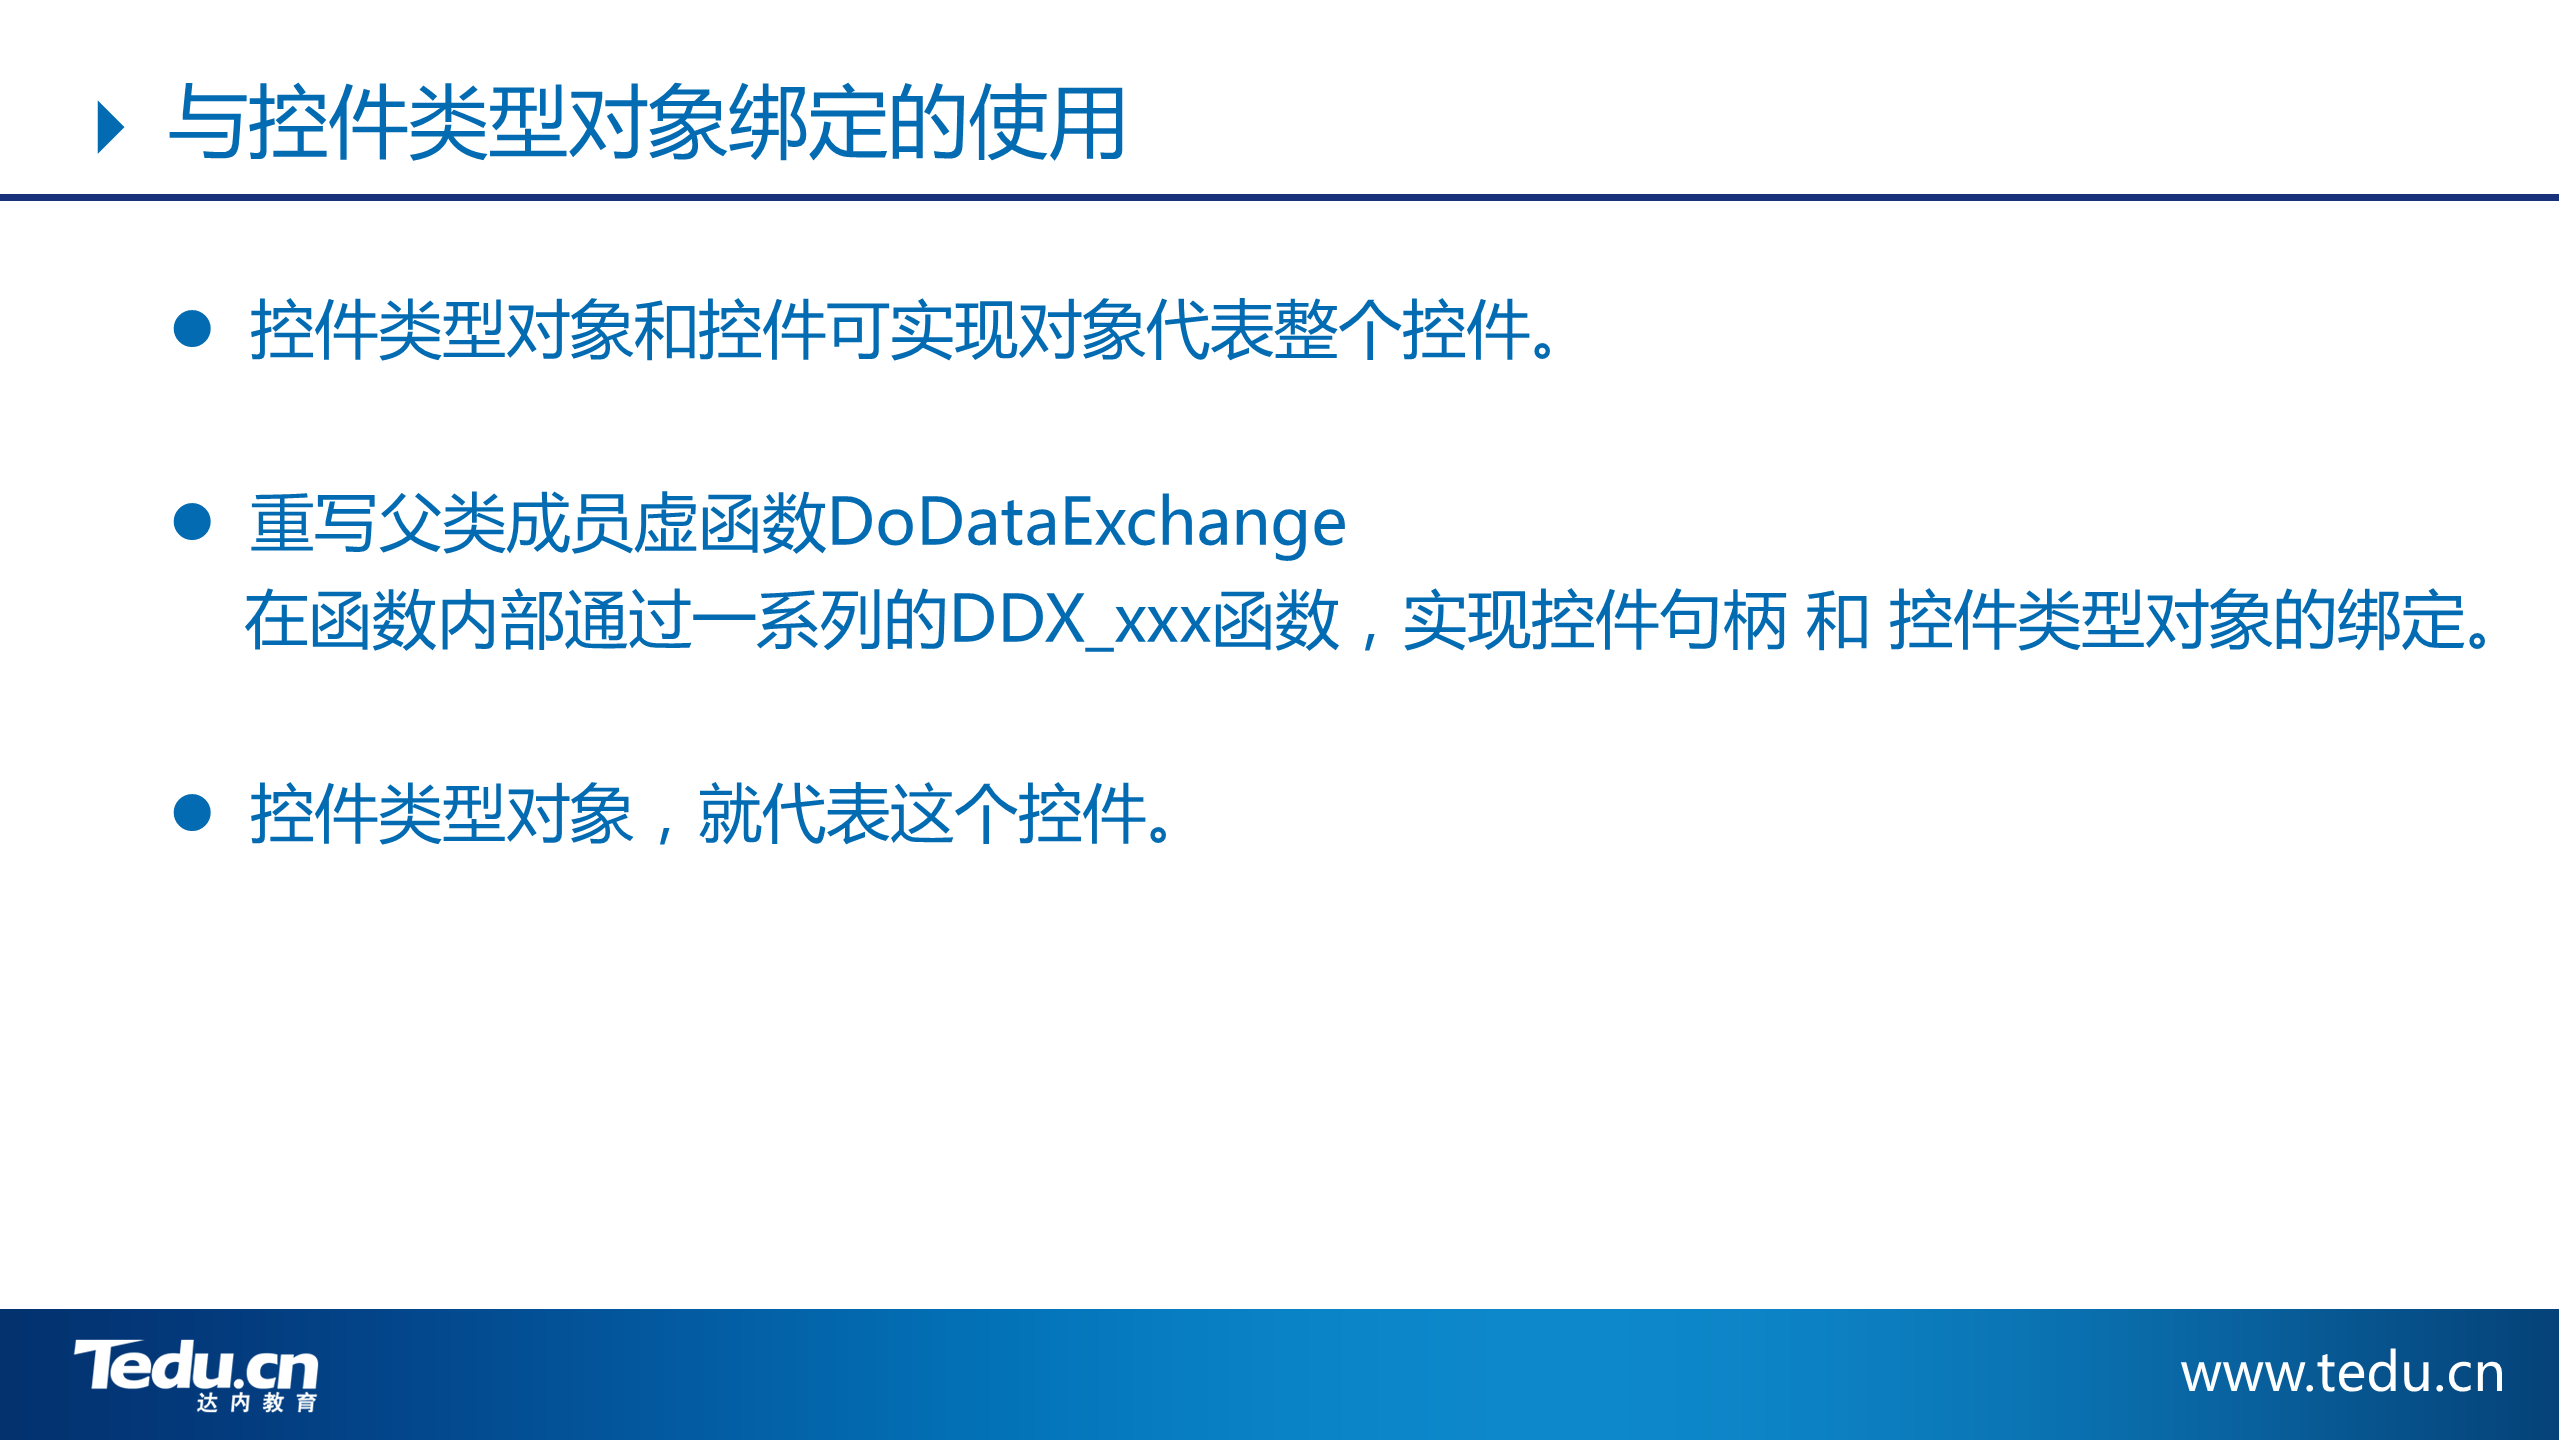 与控件类型对象绑定的使用
控件类型对象和控件可实现对象代表整个控件。
重写父类成员虚函数DoDataExchange
在函数内部通过一系列的DDX_xxx函数，实现控件句柄 和 控件类型对象的绑定。
控件类型对象，就代表这个控件。
Tedu.cn
达内教育
www.tedu.cn